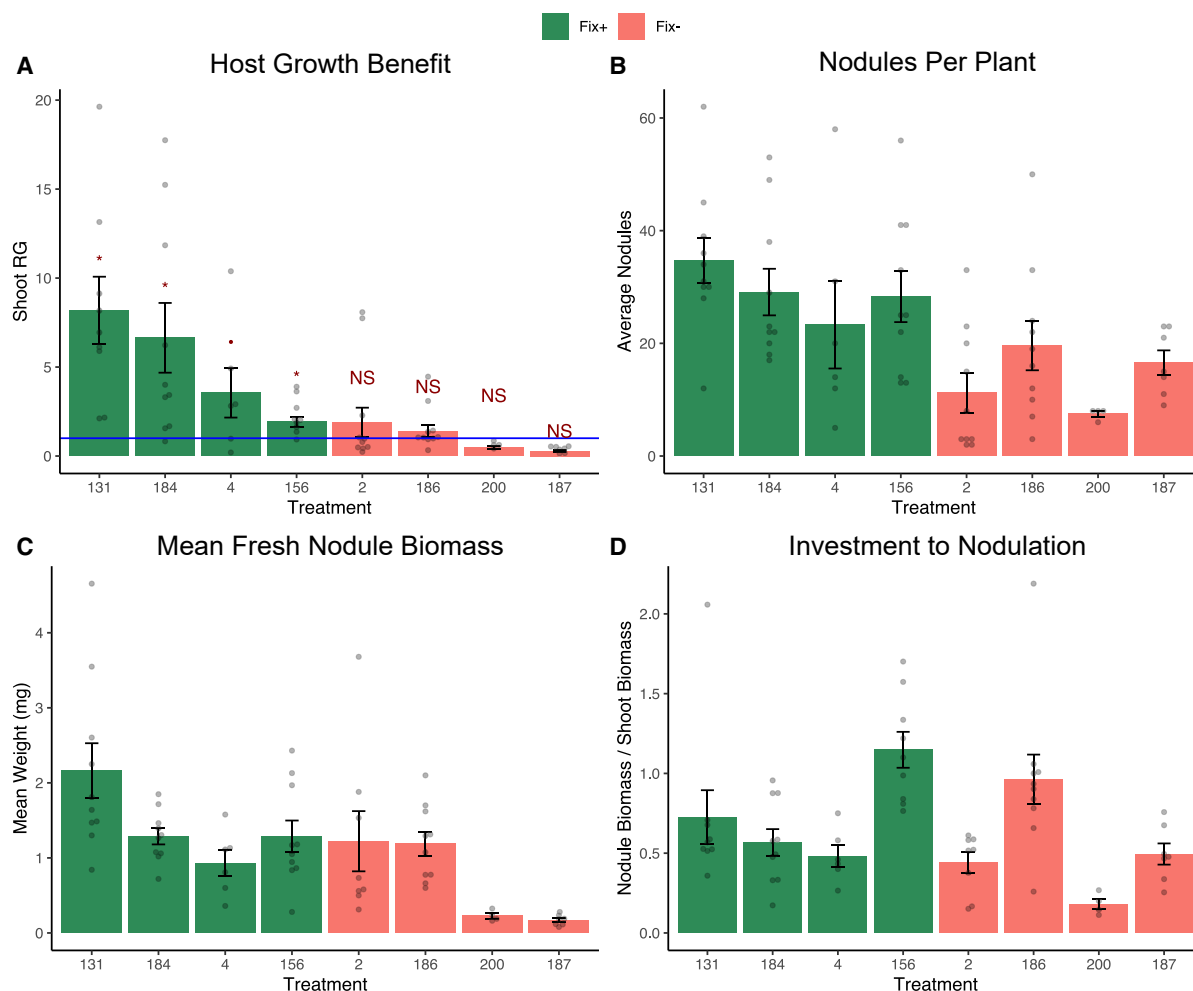 Fix+ Fix-
A Host Growth Benefit
20
15
10
5
0
Shoot RG
* * • * NS NS NS NS
131 184 4 156 2 186 200 187
Treatment
B Nodules Per Plant
60
40
20
0
Average Nodules
131 184 4 156 2 186 200 187
Treatment
C Mean Fresh Nodule Biomass
4
3
2
1
0
Mean Weight (mg)
131 184 4 156 2 186 200 187
Treatment
D Investment to Nodulation
2.0
1.5
1.0
0.5
0.0
Nodule Biomass / Shoot Biomass
131 184 4 156 2 186 200 187
Treatment